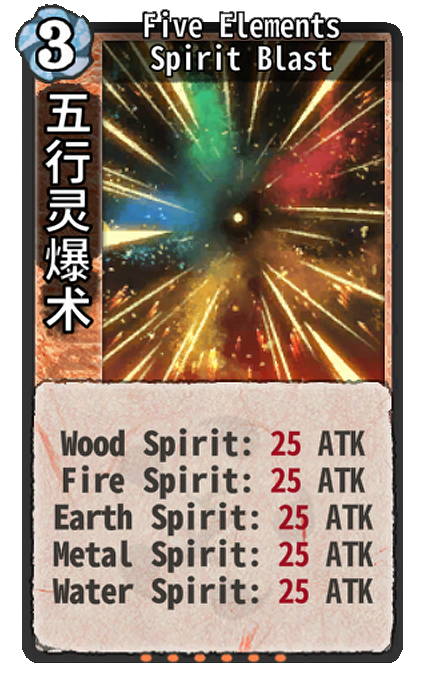 3
Five Elements
Spirit Blast
五行灵爆术
Wood Spirit: 25 ATK
Fire Spirit: 25 ATK
Earth Spirit: 25 ATK
Metal Spirit: 25 ATK
Water Spirit: 25 ATK